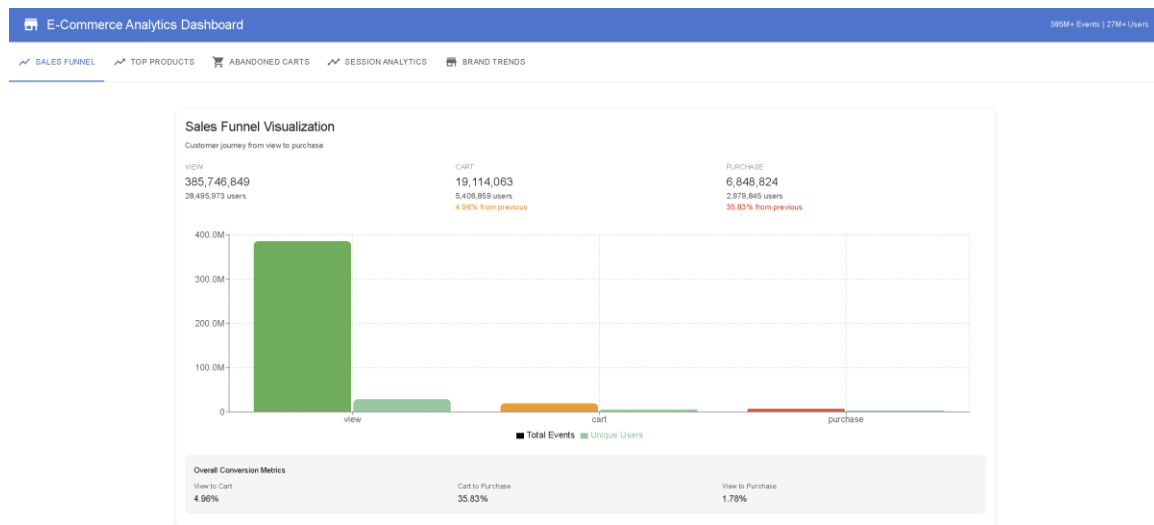 E-Commerce Analytics Dashboard
385M+ Events | 27M+ Users
SALES FUNNEL
TOP PRODUCTS
ABANDONED CARTS
SESSION ANALYTICS
BRAND TRENDS
Sales Funnel Visualization
Customer journey from view to purchase
VIEW
385,746,849
28,495,973 users
CART
19,114,063
5,406,859 users
4.96% from previous
PURCHASE
6,848,824
2,979,845 users
35.83% from previous
400.0M
300.0M
200.0M
100.0M
0
view
cart
purchase
Total Events
Unique Users
Overall Conversion Metrics
View to Cart
4.96%
Cart to Purchase
35.83%
View to Purchase
1.78%